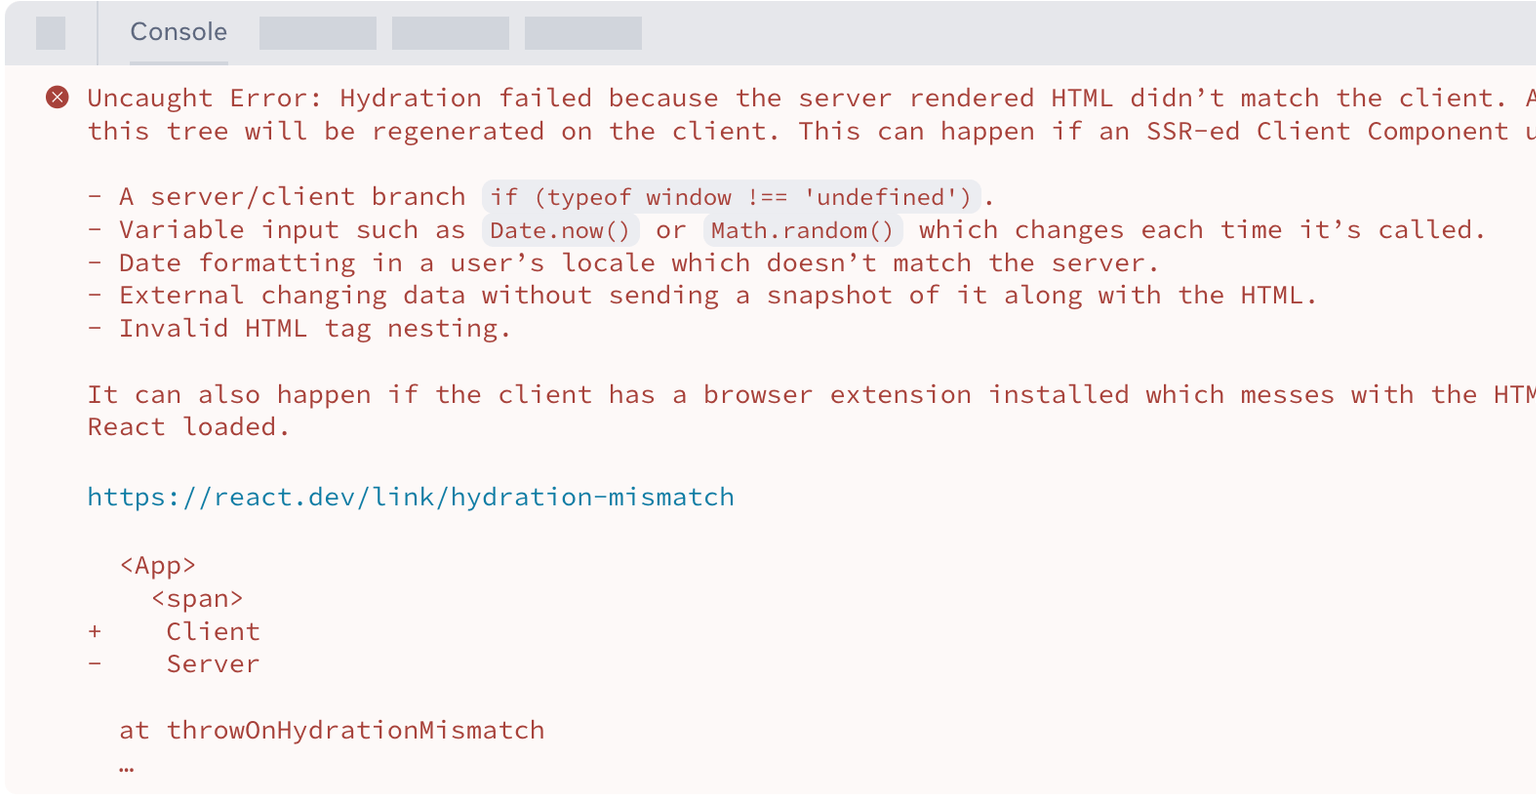 Console
Uncaught Error: Hydration failed because the server rendered HTML didn’t match the client.
this tree will be regenerated on the client. This can happen if an SSR-ed Client Component
- A server/client branch if (typeof window !== 'undefined').
- Variable input such as Date.now() or Math.random() which changes each time it’s called.
- Date formatting in a user’s locale which doesn’t match the server.
- External changing data without sending a snapshot of it along with the HTML.
- Invalid HTML tag nesting.
It can also happen if the client has a browser extension installed which messes with the
React loaded.
https://react.dev/link/hydration-mismatch
<App>
<span>
+ Client
- Server
at throwOnHydrationMismatch
…